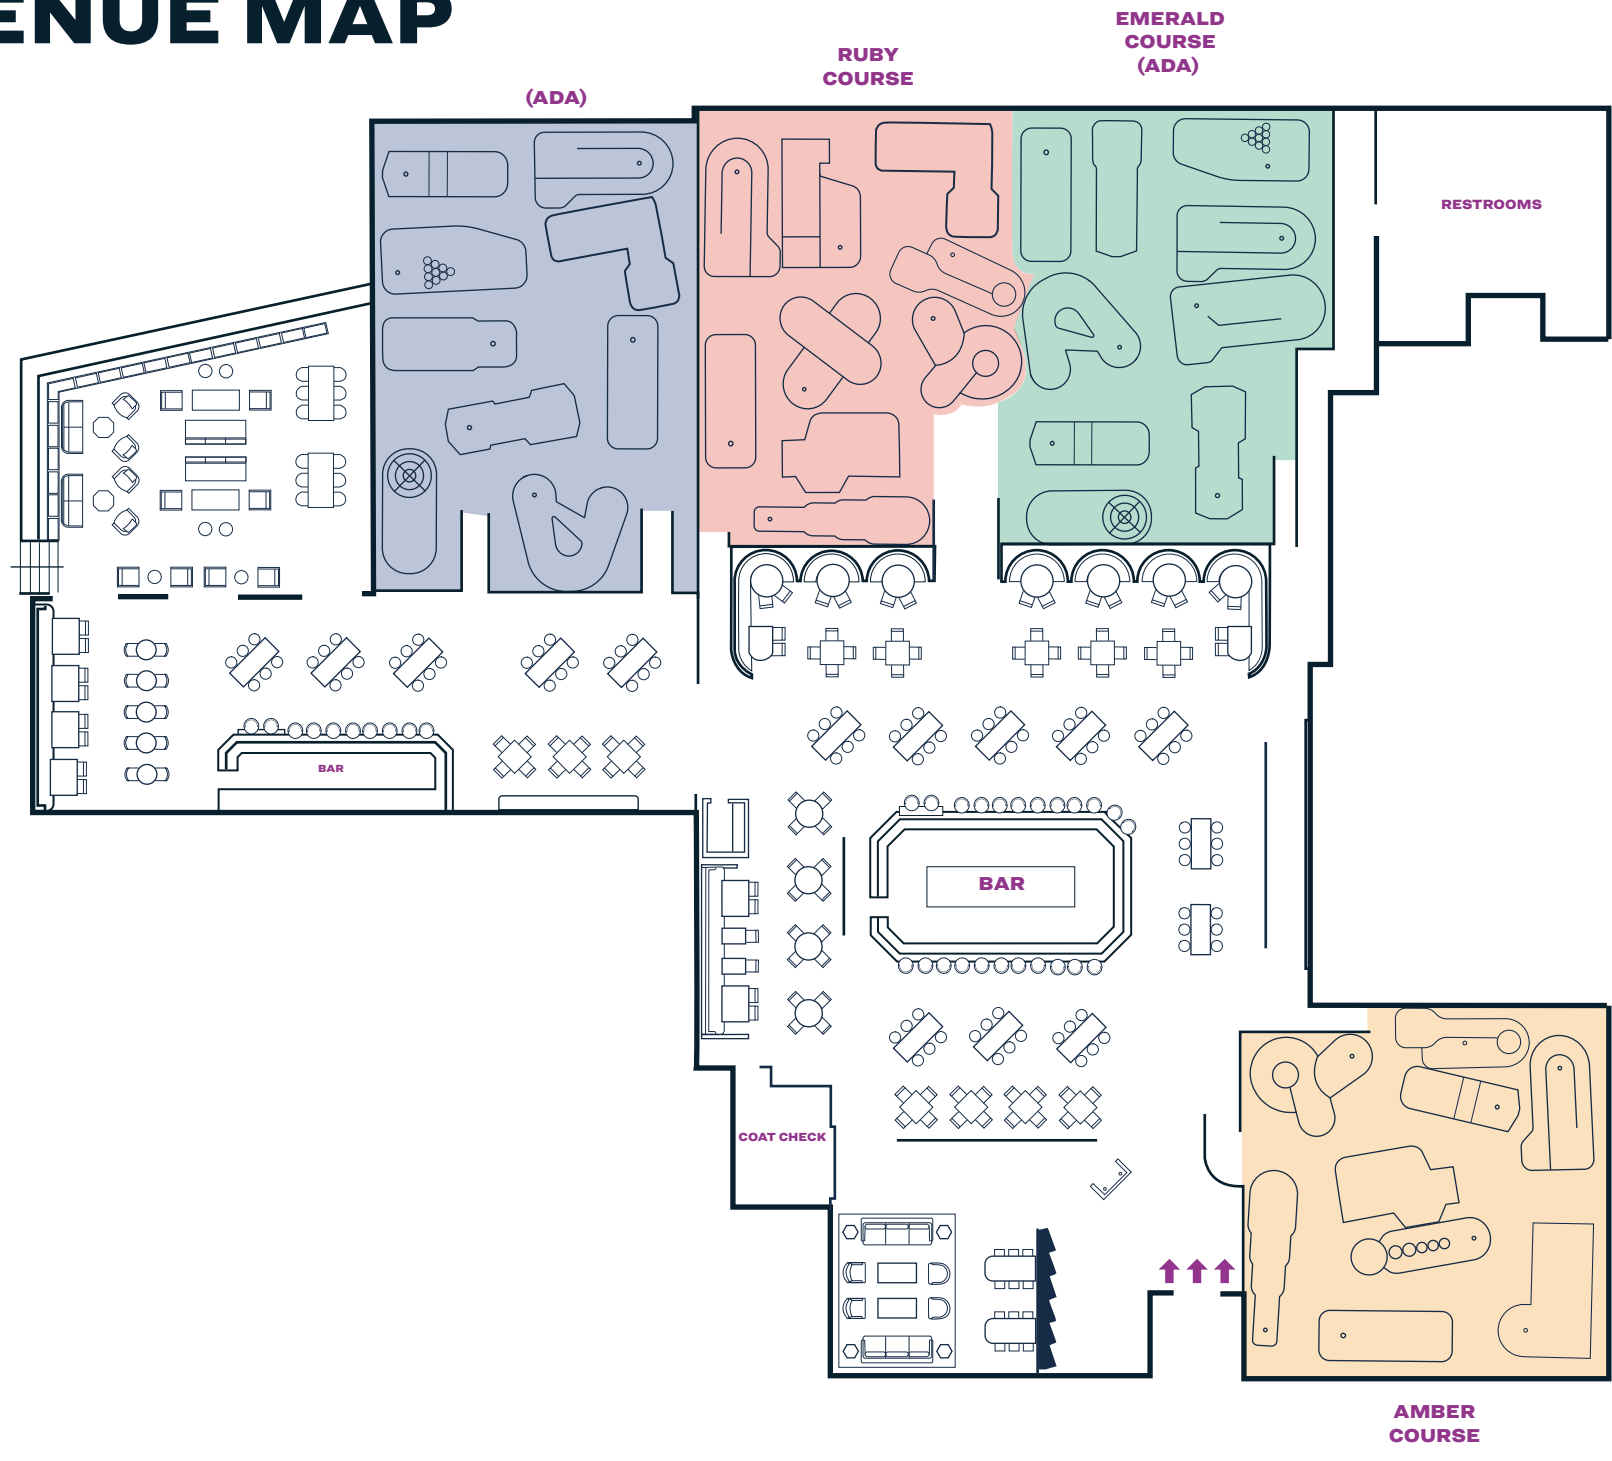 ENUE MAP
EMERALD
COURSE
(ADA)
RUBY
COURSE
(ADA)
RESTROOMS
BAR
BAR
COAT CHECK
AMBER
COURSE